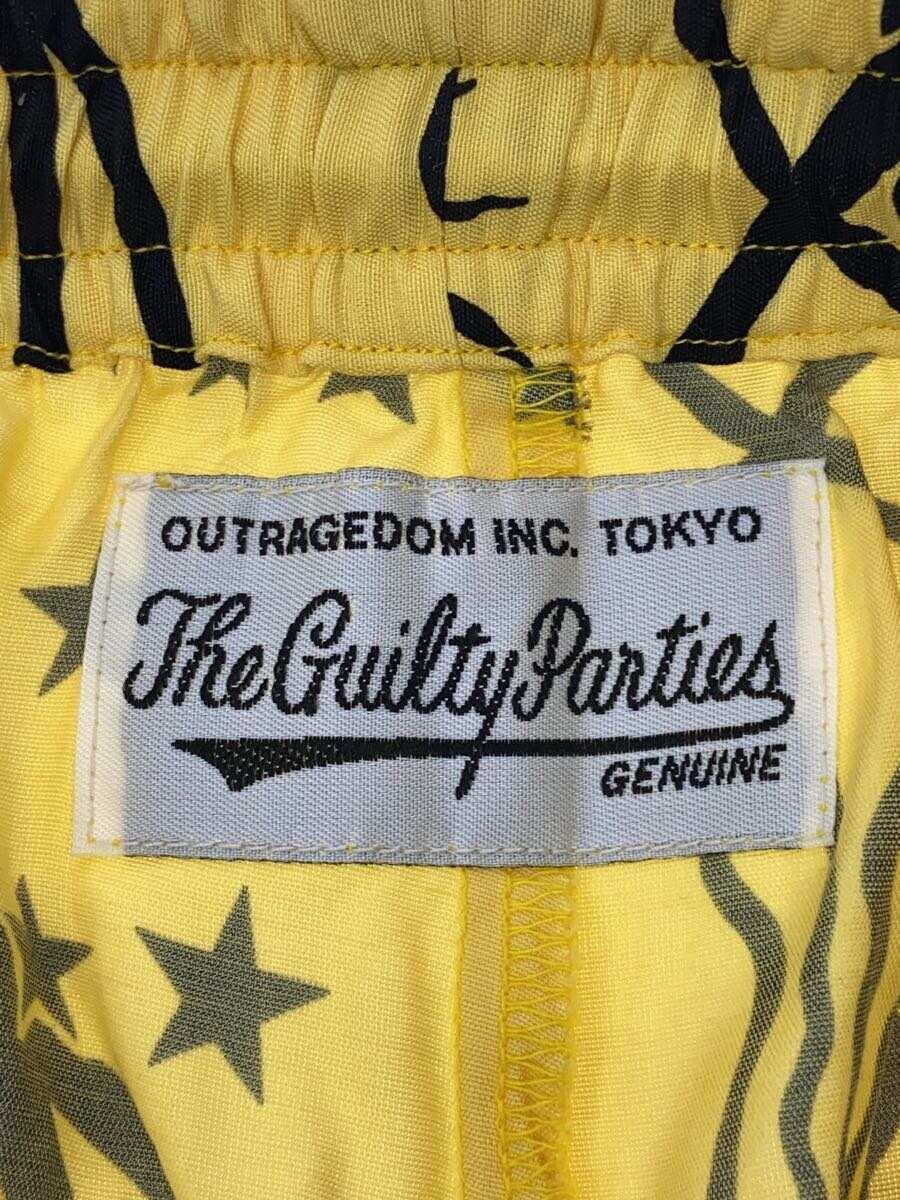 OUTRAGEDOM INC. TOKYO
The Guilty Parties
GENUINE